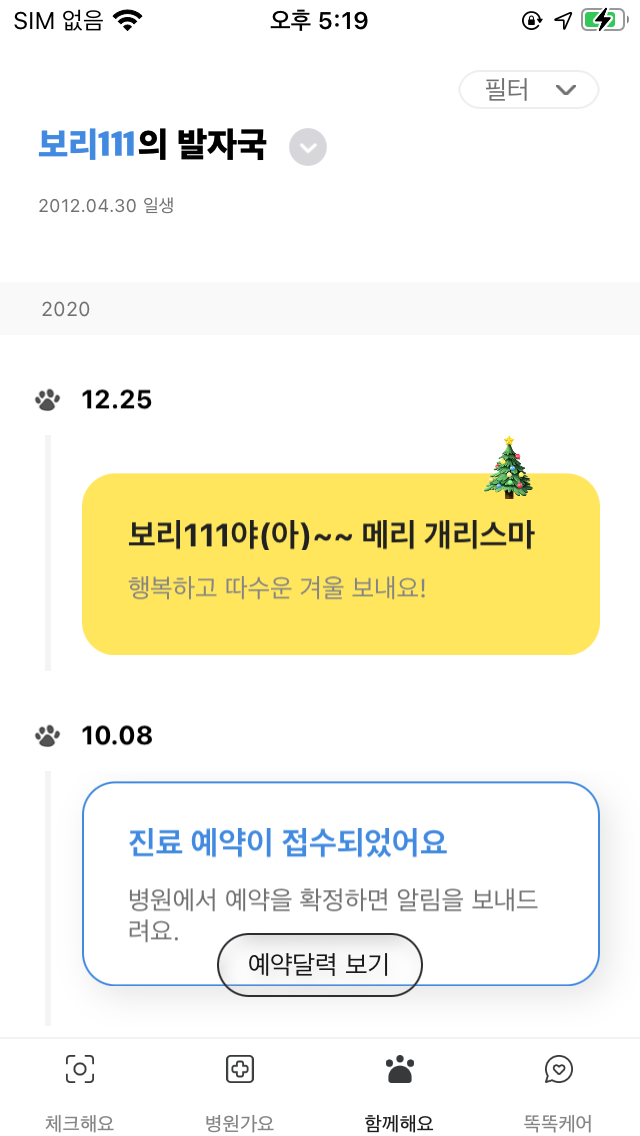 SIM 없음 오후 5:19
필터
보리111의 발자국
2012.04.30 일생
2020
12.25
보리111야(아)~~ 메리 개리스마
행복하고 따수운 겨울 보내요!
10.08
진료 예약이 접수되었어요
병원에서 예약을 확정하면 알림을 보내드
려요.
예약달력 보기
체크해요 병원가요 함께해요 똑똑케어